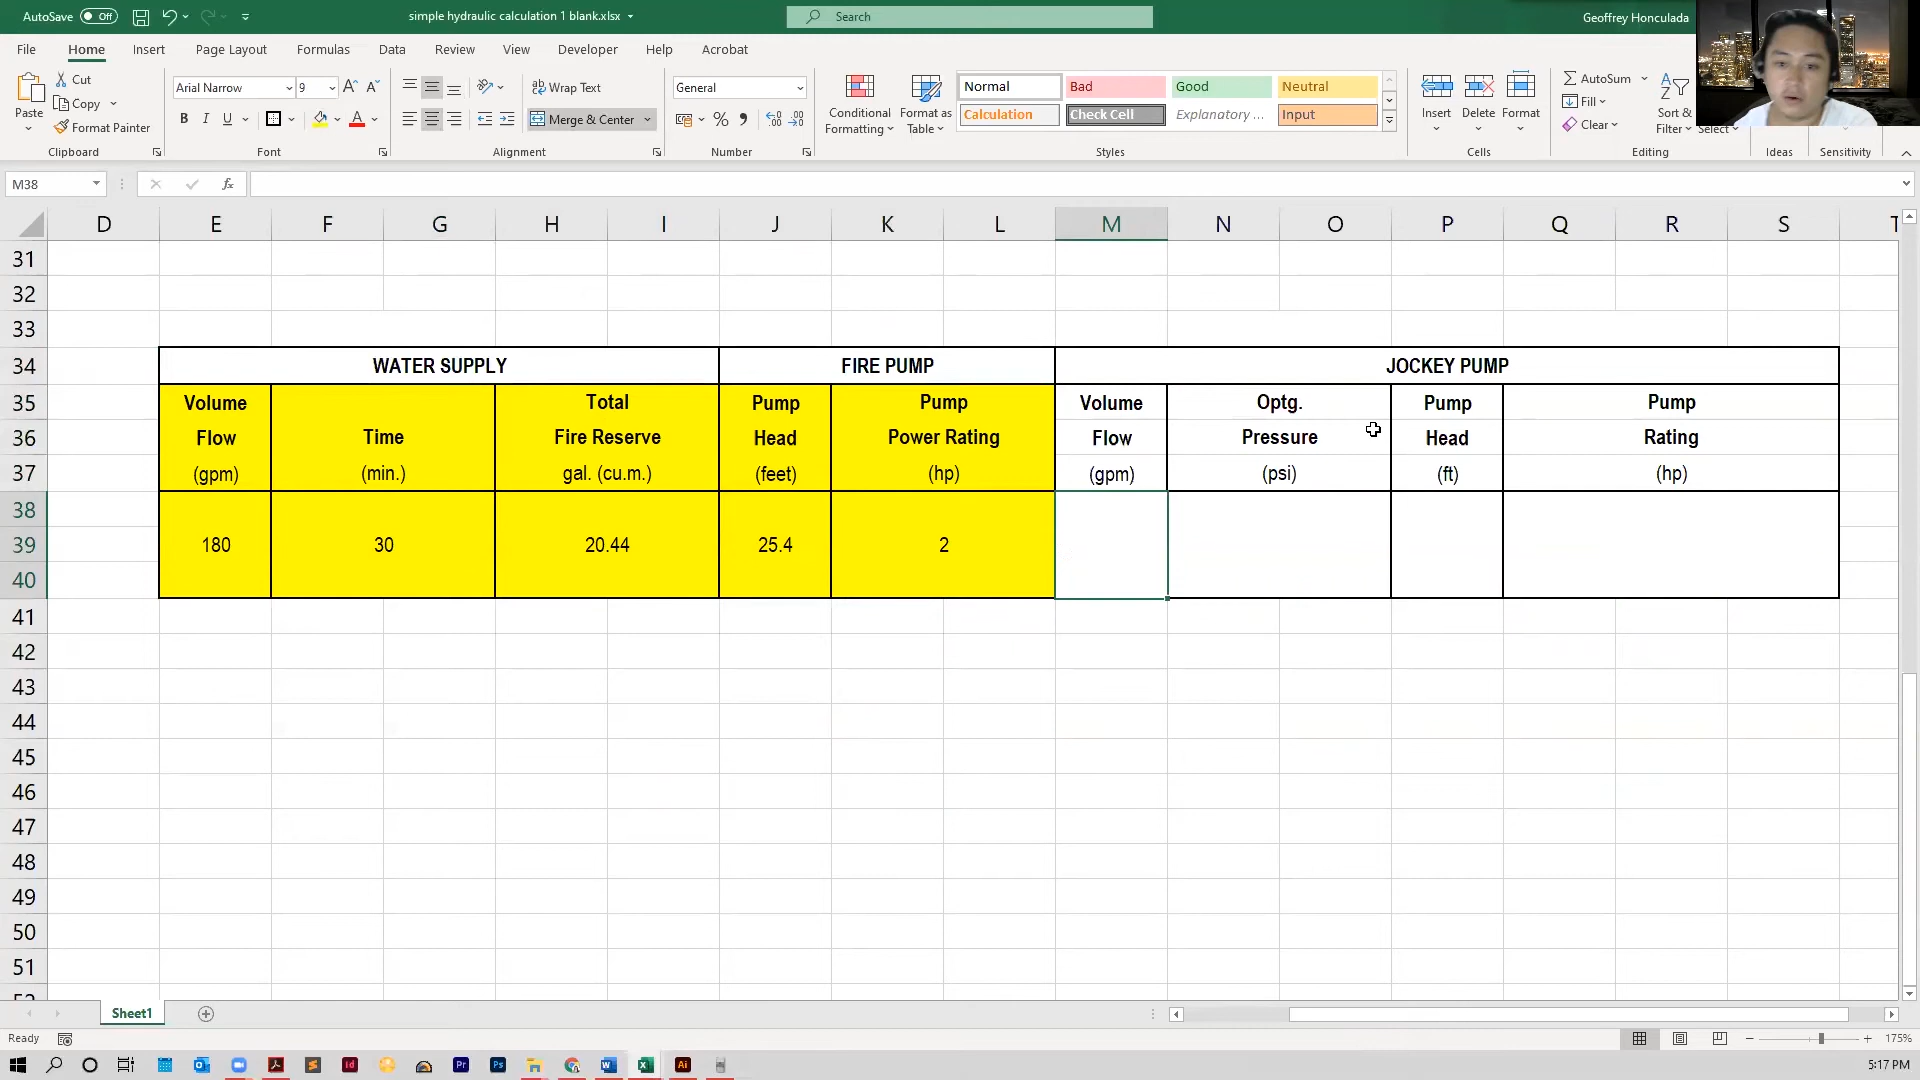 AutoSave Off simple hydraulic calculation 1 blank.xlsx Search Geoffrey Honculada
File Home Insert Page Layout Formulas Data Review View Developer Help Acrobat
Paste Cut Copy Format Painter Clipboard
Arial Narrow 9 B I U Font
Wrap Text Merge & Center Alignment
General % Number
Conditional Formatting Format as Table
Normal Bad Good Neutral
Calculation Check Cell Explanatory ... Input
Styles
Insert Delete Format Cells
AutoSum Fill Clear Sort & Filter Select Editing
Ideas Sensitivity
M38 fx
D E F G H I J K L M N O P Q R S T
31
32
33
34 WATER SUPPLY FIRE PUMP JOCKEY PUMP
35 Volume Total Pump Pump Volume Optg. Pump Pump
36 Flow Time Fire Reserve Head Power Rating Flow Pressure Head Rating
37 (gpm) (min.) gal. (cu.m.) (feet) (hp) (gpm) (psi) (ft) (hp)
38
39 180 30 20.44 25.4 2
40
41
42
43
44
45
46
47
48
49
50
51
Sheet1
Ready 175%
5:17 PM